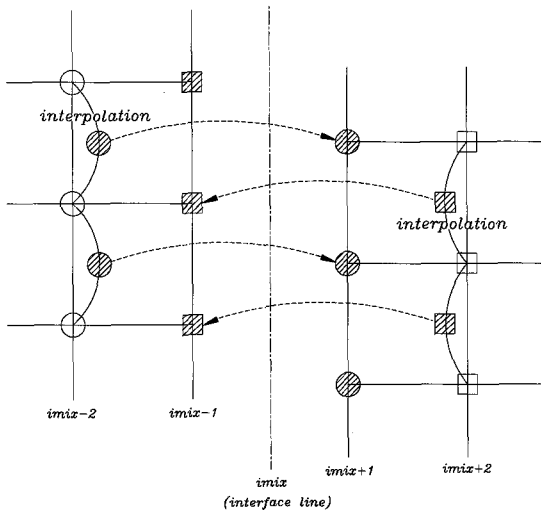 interpolation
interpolation
imix-2
imix-1
imix+1
imix+2
imix
(interface line)